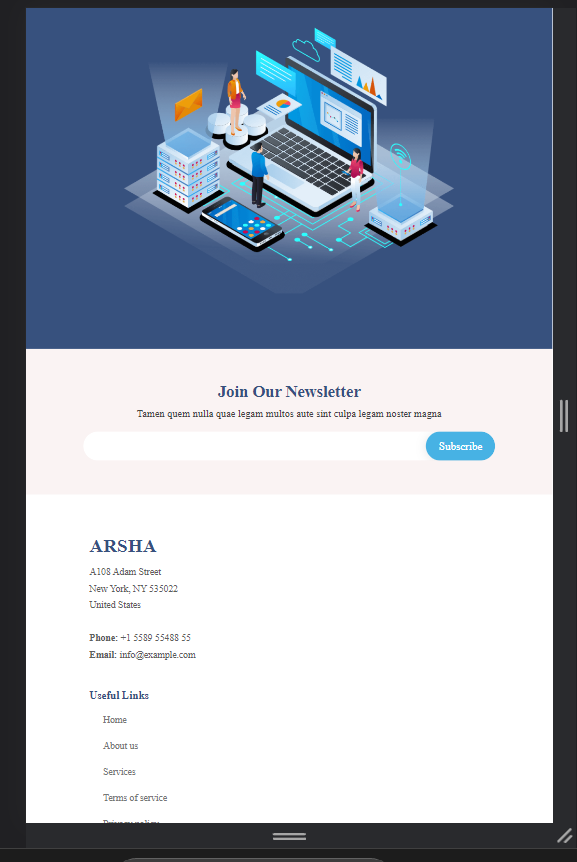 Join Our Newsletter
Tamen quem nulla quae legam multos aute sint culpa legam noster magna
Subscribe
ARSHA
A108 Adam Street
New York, NY 535022
United States
Phone: +1 5589 55488 55
Email: info@example.com
Useful Links
Home
About us
Services
Terms of service
Privacy policy